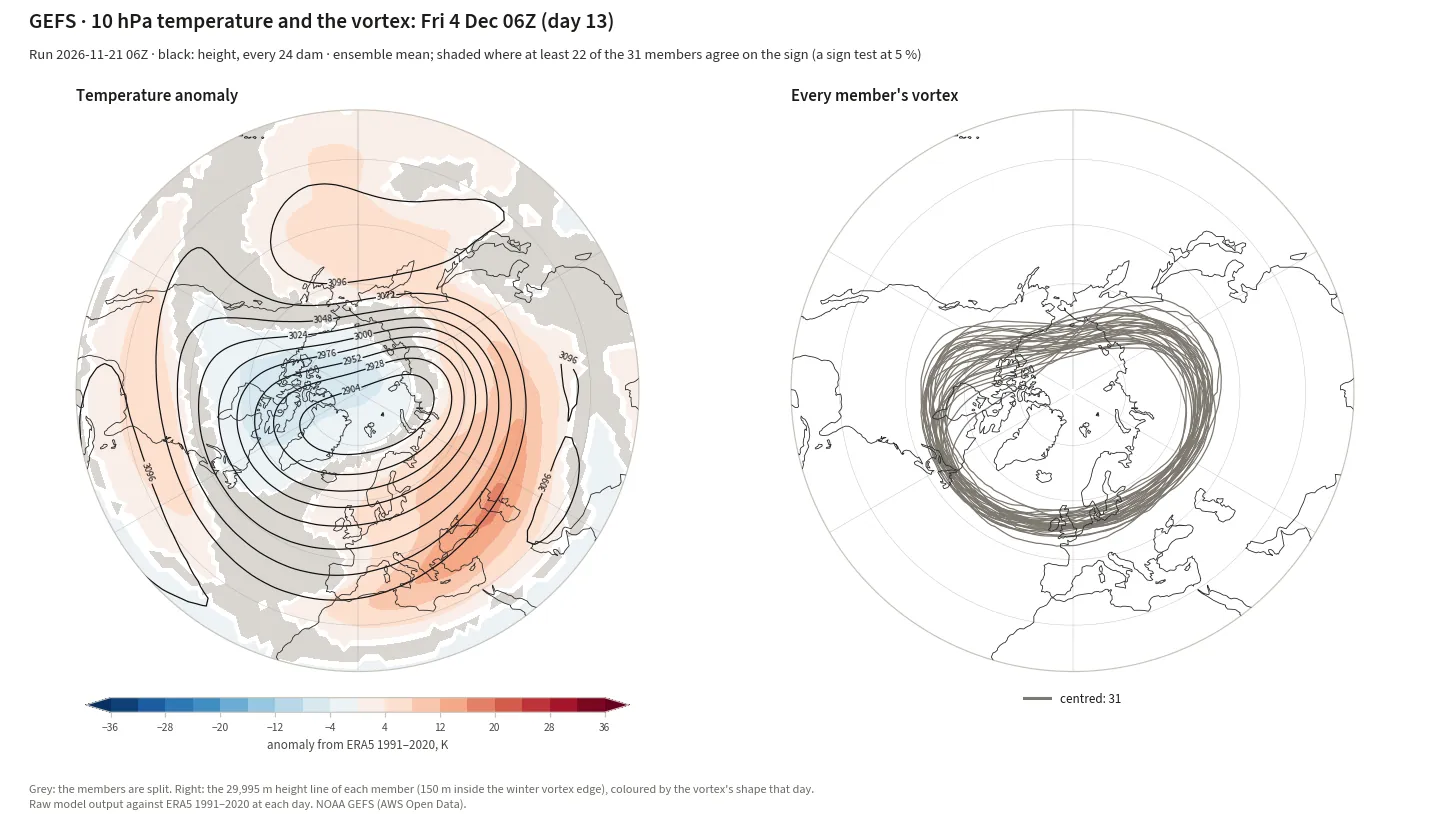 GEFS · 10 hPa temperature and the vortex: Fri 4 Dec 06Z (day 13)
Run 2026-11-21 06Z · black: height, every 24 dam · ensemble mean; shaded where at least 22 of the 31 members agree on the sign (a sign test at 5 %)
Temperature anomaly
Every member's vortex
3096
3072
3048
3024
3000
2976
2952
2928
2904
3096
3096
3096
centred: 31
−36
−28
−20
−12
−4
4
12
20
28
36
anomaly from ERA5 1991–2020, K
Grey: the members are split. Right: the 29,995 m height line of each member (150 m inside the winter vortex edge), coloured by the vortex's shape that day.
Raw model output against ERA5 1991–2020 at each day. NOAA GEFS (AWS Open Data).